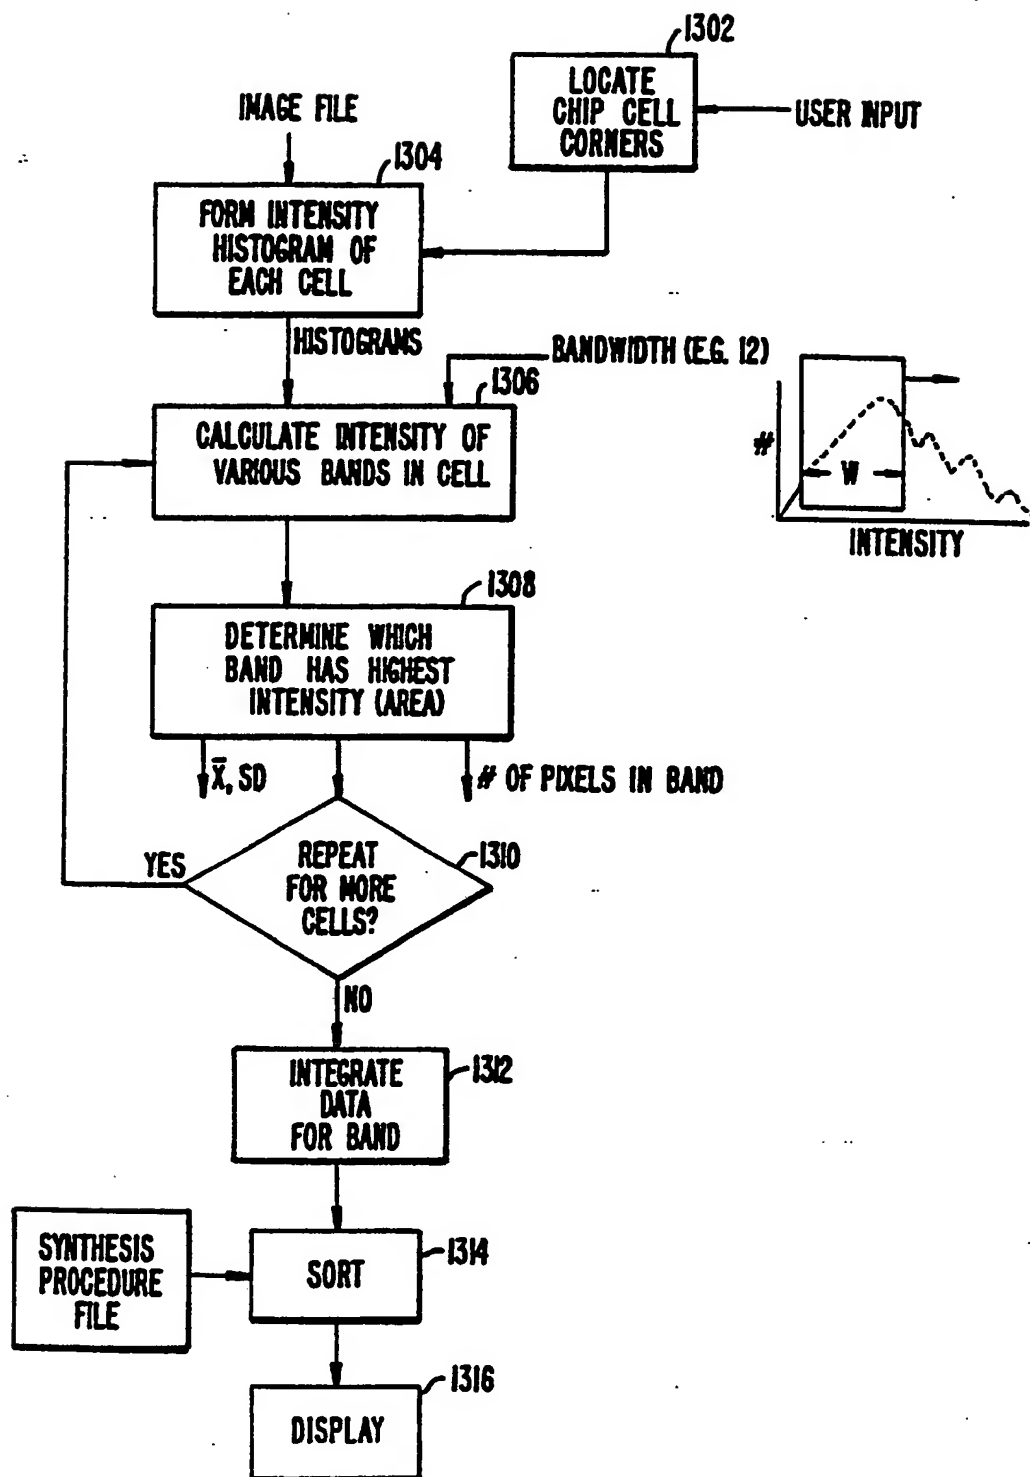 1302
LOCATE
CHIP CELL
CORNERS
USER INPUT
IMAGE FILE
1304
FORM INTENSITY
HISTOGRAM OF
EACH CELL
HISTOGRAMS
BANDWIDTH (E.G. 12)
1306
CALCULATE INTENSITY OF
VARIOUS BANDS IN CELL
#
W
INTENSITY
1308
DETERMINE WHICH
BAND HAS HIGHEST
INTENSITY (AREA)
X̄, SD
# OF PIXELS IN BAND
YES
REPEAT
FOR MORE
CELLS?
1310
NO
INTEGRATE
DATA
FOR BAND
1312
SYNTHESIS
PROCEDURE
FILE
SORT
1314
DISPLAY
1316